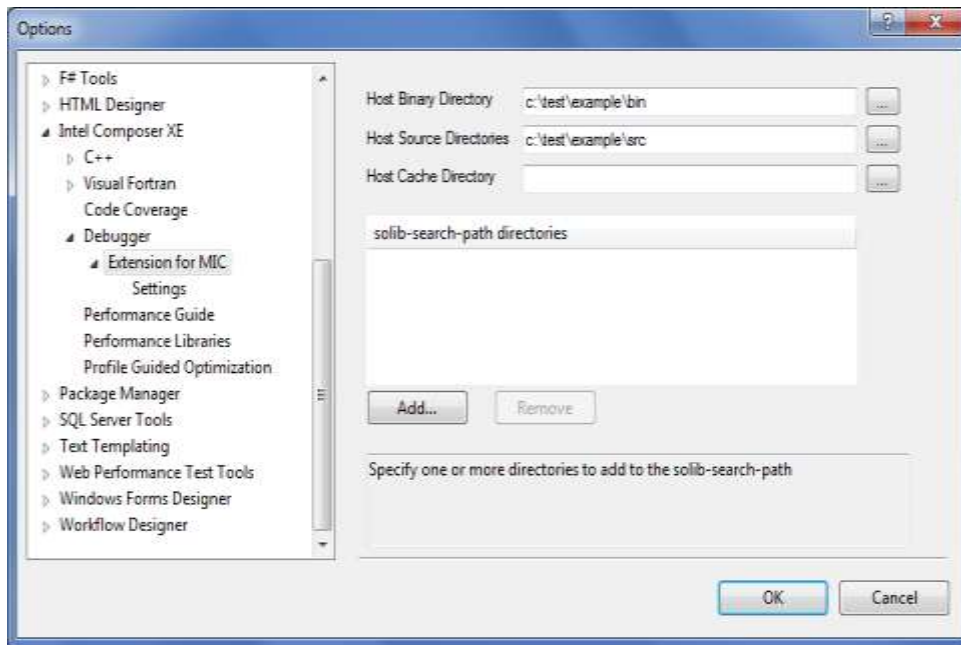 Options
F# Tools
HTML Designer
Intel Composer XE
C++
Visual Fortran
Code Coverage
Debugger
Extension for MIC
Settings
Performance Guide
Performance Libraries
Profile Guided Optimization
Package Manager
SQL Server Tools
Text Templating
Web Performance Test Tools
Windows Forms Designer
Workflow Designer
Host Binary Directory c:\test\example\bin ...
Host Source Directories c:\test\example\src ...
Host Cache Directory ...
solib-search-path directories
Add... Remove
Specify one or more directories to add to the solib-search-path
OK Cancel